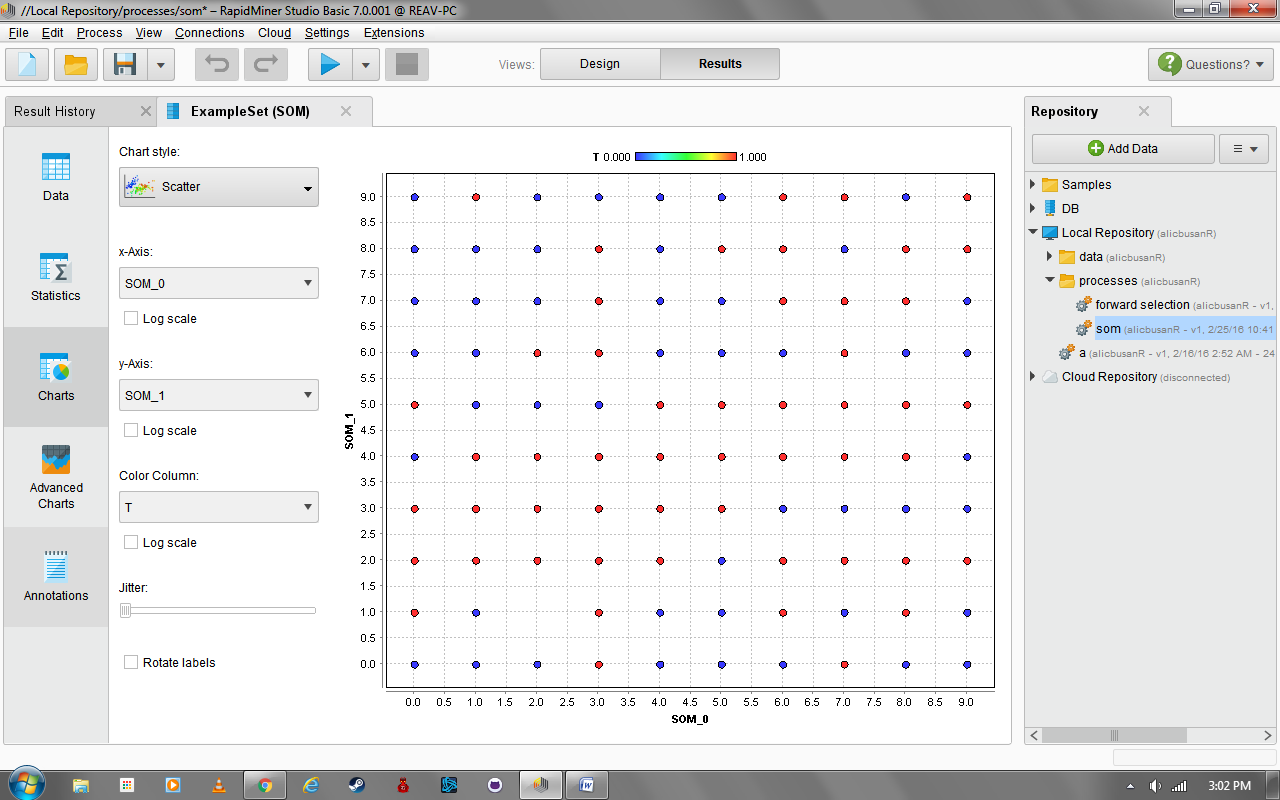 //Local Repository/processes/som* – RapidMiner Studio Basic 7.0.001 @ REAV-PC
File Edit Process View Connections Cloud Settings Extensions
Views: Design Results Questions?
Result History ExampleSet (SOM) Repository
Data
Statistics
Charts
Advanced
Charts
Annotations
Chart style:
Scatter
x-Axis:
SOM_0
Log scale
y-Axis:
SOM_1
Log scale
Color Column:
T
Log scale
Jitter:
Rotate labels
T 0.000 1.000
9.0
8.5
8.0
7.5
7.0
6.5
6.0
5.5
5.0
4.5
4.0
3.5
3.0
2.5
2.0
1.5
1.0
0.5
0.0
SOM_1
0.0 0.5 1.0 1.5 2.0 2.5 3.0 3.5 4.0 4.5 5.0 5.5 6.0 6.5 7.0 7.5 8.0 8.5 9.0
SOM_0
Add Data
Samples
DB
Local Repository (alicbusanR)
data (alicbusanR)
processes (alicbusanR)
forward selection (alicbusanR - v1,
som (alicbusanR - v1, 2/25/16 10:41
a (alicbusanR - v1, 2/16/16 2:52 AM - 24
Cloud Repository (disconnected)
3:02 PM